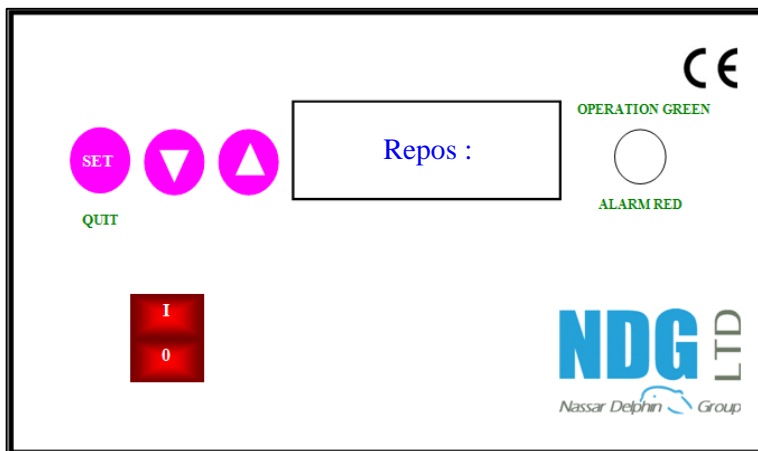 CE
OPERATION GREEN
SET
Repos :
ALARM RED
QUIT
I
0
NDG LTD
Nassar Delphin Group